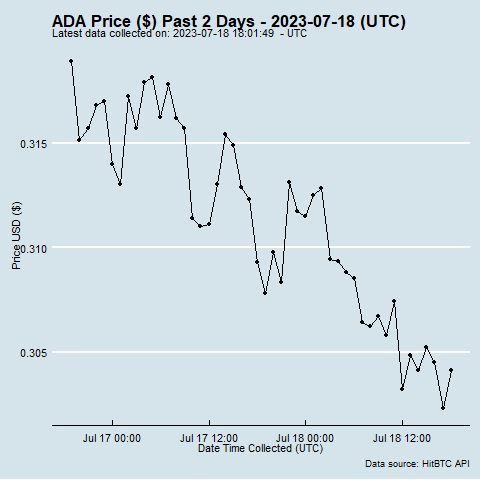 ADA Price ($) Past 2 Days - 2023-07-18 (UTC)
Latest data collected on: 2023-07-18 18:01:49  - UTC
0.315
0.310
0.305
Price USD ($)
Jul 17 00:00
Jul 17 12:00
Jul 18 00:00
Jul 18 12:00
Date Time Collected (UTC)
Data source: HitBTC API